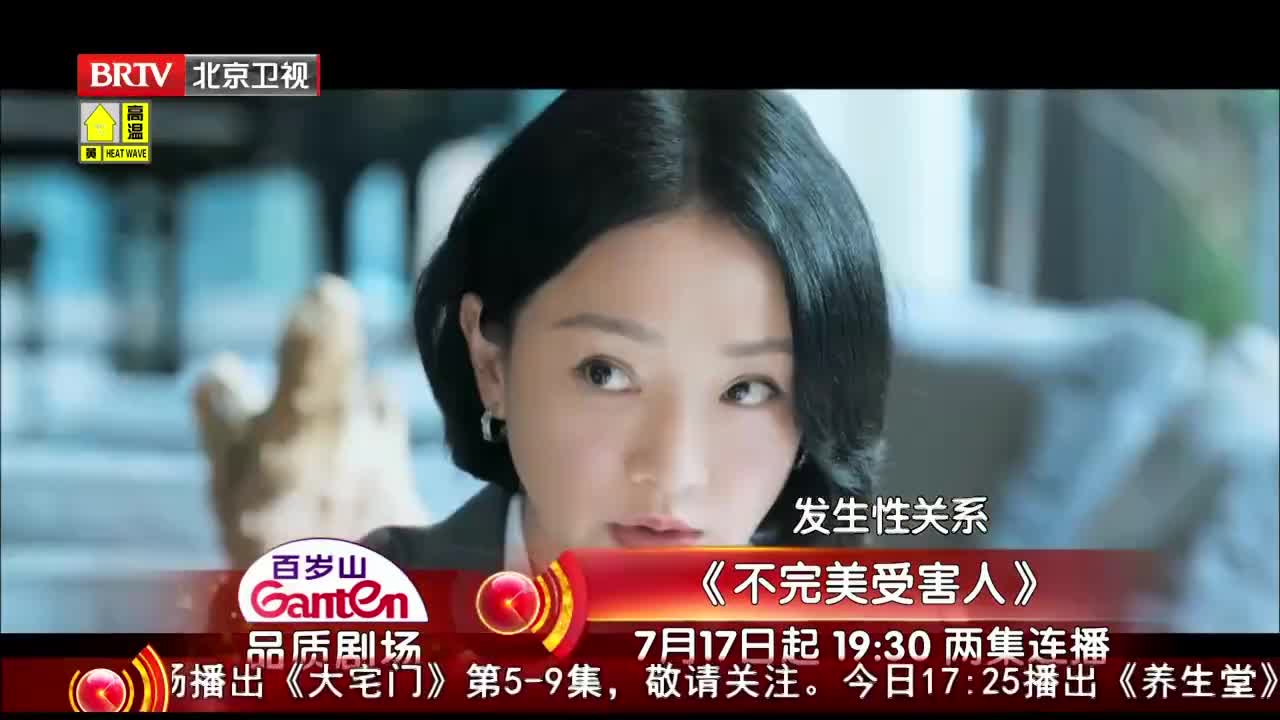 BRTV 北京卫视
高温
黄 HEAT WAVE
发生性关系
百岁山
Ganten
品质剧场
《不完美受害人》
7月17日起 19:30 两集连播
场播出《大宅门》第5-9集，敬请关注。今日17:25播出《养生堂》